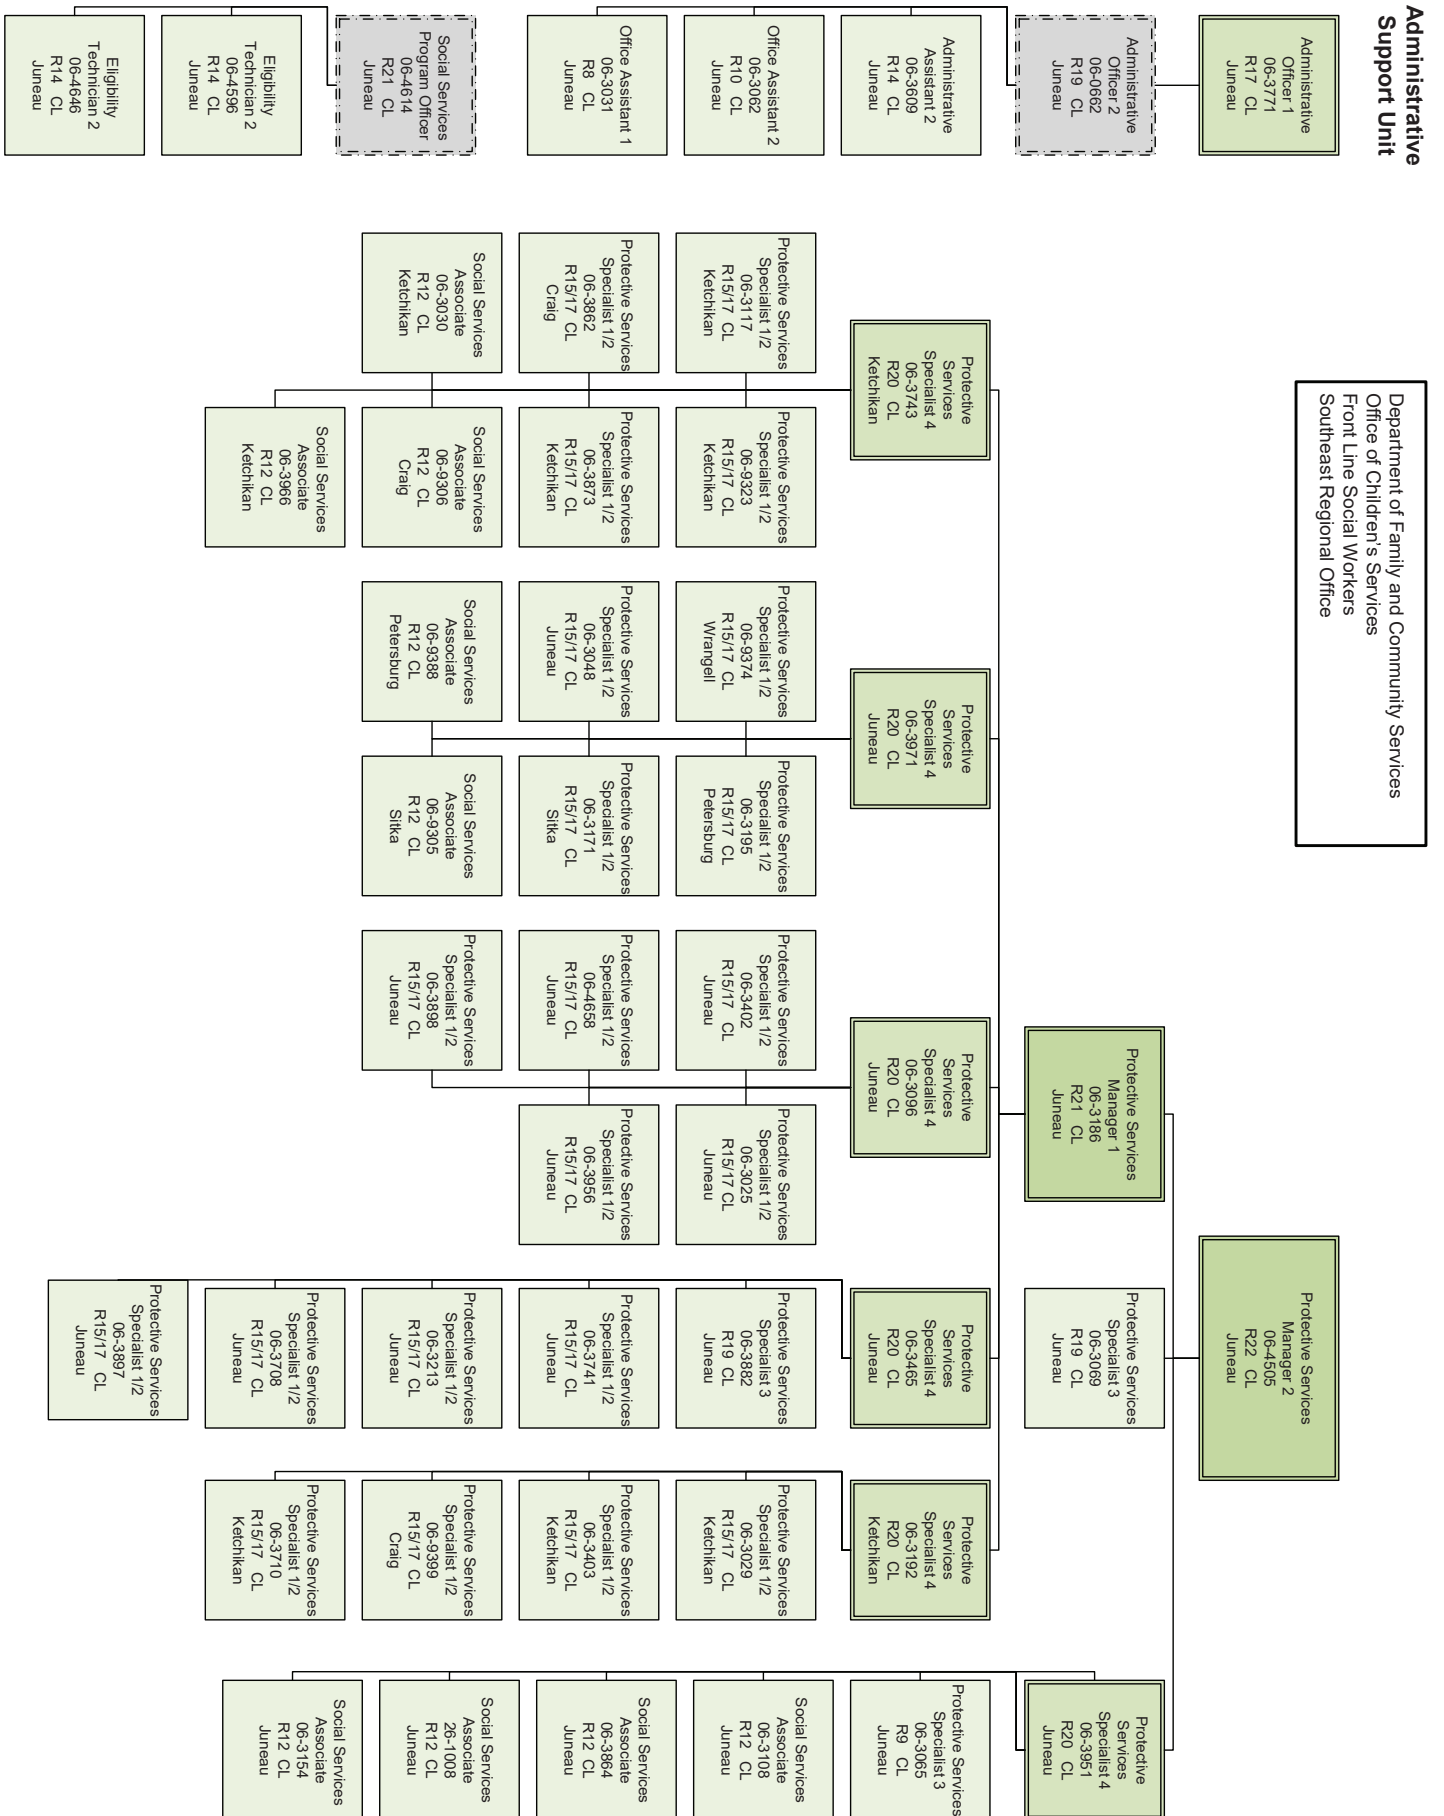 Department of Family and Community Services
Office of Children's Services
Front Line Social Workers
Southeast Regional Office
Administrative
Support Unit
Administrative
Officer 1
06-3771
R17 CL
Juneau
Administrative
Officer 2
06-0662
R19 CL
Juneau
Administrative
Assistant 2
06-3609
R14 CL
Juneau
Office Assistant 2
06-3062
R10 CL
Juneau
Office Assistant 1
06-3031
R8 CL
Juneau
Social Services
Program Officer
06-4614
R21 CL
Juneau
Eligibility
Technician 2
06-4596
R14 CL
Juneau
Eligibility
Technician 2
06-4646
R14 CL
Juneau
Protective Services
Manager 2
06-4505
R22 CL
Juneau
Protective Services
Manager 1
06-3186
R21 CL
Juneau
Protective Services
Specialist 3
06-3069
R19 CL
Juneau
Protective
Services
Specialist 4
06-3951
R20 CL
Juneau
Protective
Services
Specialist 4
06-3743
R20 CL
Ketchikan
Protective Services
Specialist 1/2
06-3117
R15/17 CL
Ketchikan
Protective Services
Specialist 1/2
06-9323
R15/17 CL
Ketchikan
Protective Services
Specialist 1/2
06-3862
R15/17 CL
Craig
Protective Services
Specialist 1/2
06-3873
R15/17 CL
Ketchikan
Social Services
Associate
06-3030
R12 CL
Ketchikan
Social Services
Associate
06-9306
R12 CL
Craig
Social Services
Associate
06-3966
R12 CL
Ketchikan
Protective
Services
Specialist 4
06-3971
R20 CL
Juneau
Protective Services
Specialist 1/2
06-9374
R15/17 CL
Wrangell
Protective Services
Specialist 1/2
06-3195
R15/17 CL
Petersburg
Protective Services
Specialist 1/2
06-3048
R15/17 CL
Juneau
Protective Services
Specialist 1/2
06-3171
R15/17 CL
Sitka
Social Services
Associate
06-9388
R12 CL
Petersburg
Social Services
Associate
06-9305
R12 CL
Sitka
Protective
Services
Specialist 4
06-3096
R20 CL
Juneau
Protective Services
Specialist 1/2
06-3402
R15/17 CL
Juneau
Protective Services
Specialist 1/2
06-3025
R15/17 CL
Juneau
Protective Services
Specialist 1/2
06-4658
R15/17 CL
Juneau
Protective Services
Specialist 1/2
06-3956
R15/17 CL
Juneau
Protective Services
Specialist 1/2
06-3898
R15/17 CL
Juneau
Protective
Services
Specialist 4
06-3465
R20 CL
Juneau
Protective Services
Specialist 3
06-3882
R19 CL
Juneau
Protective Services
Specialist 1/2
06-3741
R15/17 CL
Juneau
Protective Services
Specialist 1/2
06-3213
R15/17 CL
Juneau
Protective Services
Specialist 1/2
06-3708
R15/17 CL
Juneau
Protective Services
Specialist 1/2
06-3897
R15/17 CL
Juneau
Protective
Services
Specialist 4
06-3192
R20 CL
Ketchikan
Protective Services
Specialist 1/2
06-3029
R15/17 CL
Ketchikan
Protective Services
Specialist 1/2
06-3403
R15/17 CL
Ketchikan
Protective Services
Specialist 1/2
06-9399
R15/17 CL
Craig
Protective Services
Specialist 1/2
06-3710
R15/17 CL
Ketchikan
Protective Services
Specialist 3
06-3065
R9 CL
Juneau
Social Services
Associate
06-3108
R12 CL
Juneau
Social Services
Associate
06-3864
R12 CL
Juneau
Social Services
Associate
26-1008
R12 CL
Juneau
Social Services
Associate
06-3154
R12 CL
Juneau